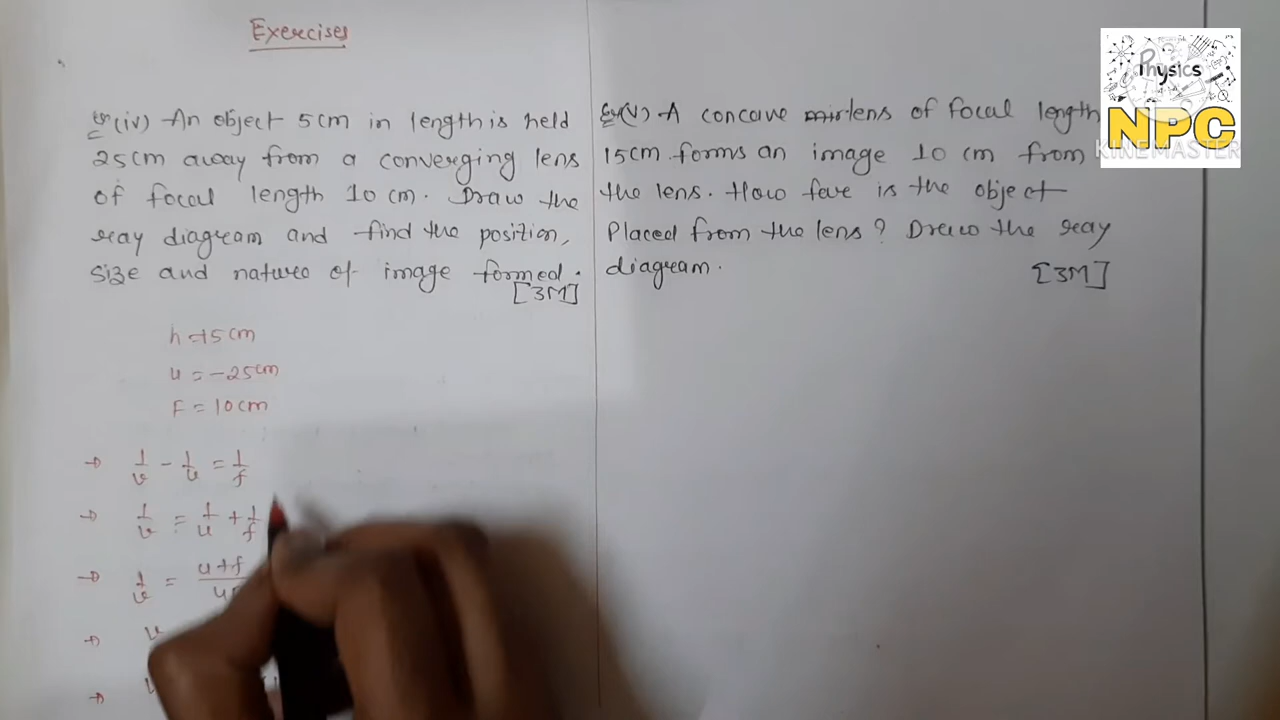 Exercises
(iv) An object 5cm in length is held
25cm away from a converging lens
of focal length 10 cm. Draw the
ray diagram and find the position,
size and nature of image formed.
[3M]
h = +5cm
u = -25cm
F = 10cm
→ 1/v - 1/u = 1/f
→ 1/v = 1/u + 1/f
→ 1/v = u+f
→
→
(v) A concave lens of focal length
15cm forms an image 10 cm from
the lens. How far is the object
Placed from the lens? Draw the ray
diagram.
[3M]
Physics
NPC
KINEMASTER